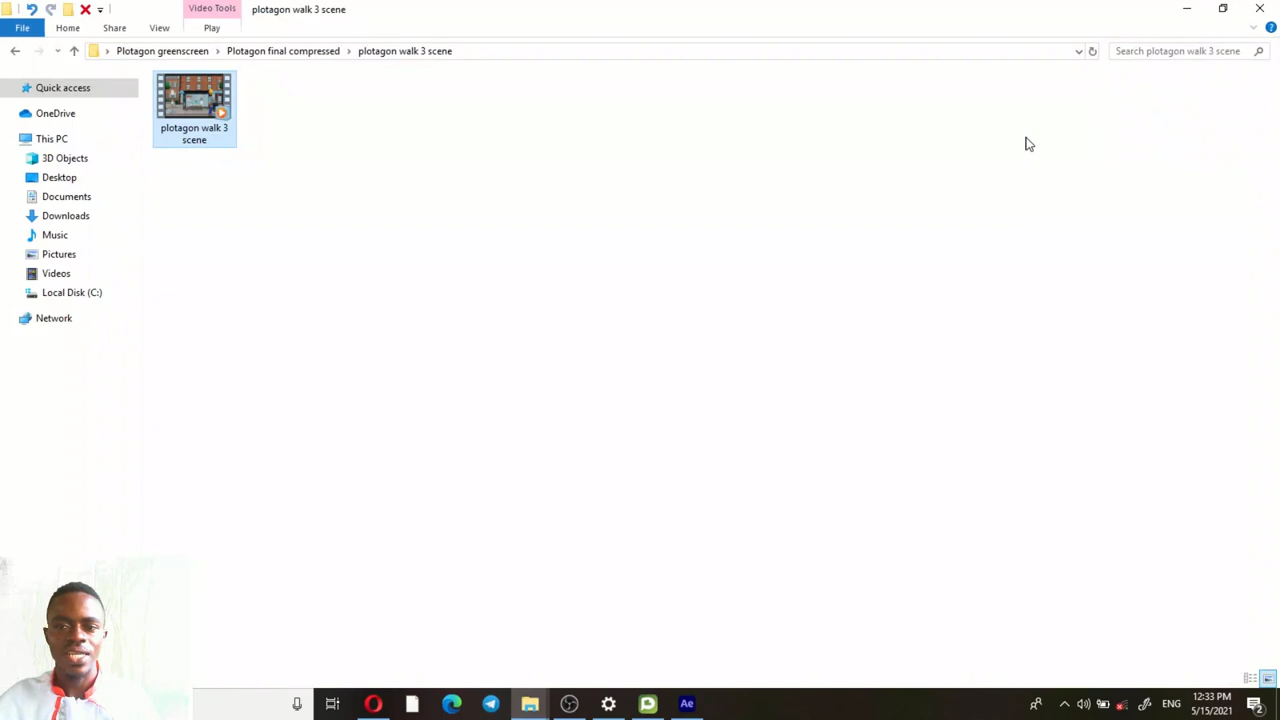 Video Tools
plotagon walk 3 scene
File
Home
Share
View
Play
Plotagon greenscreen
Plotagon final compressed
plotagon walk 3 scene
Search plotagon walk 3 scene
Quick access
OneDrive
This PC
3D Objects
Desktop
Documents
Downloads
Music
Pictures
Videos
Local Disk (C:)
Network
plotagon walk 3
scene
Ae
ENG
12:33 PM
5/15/2021
2